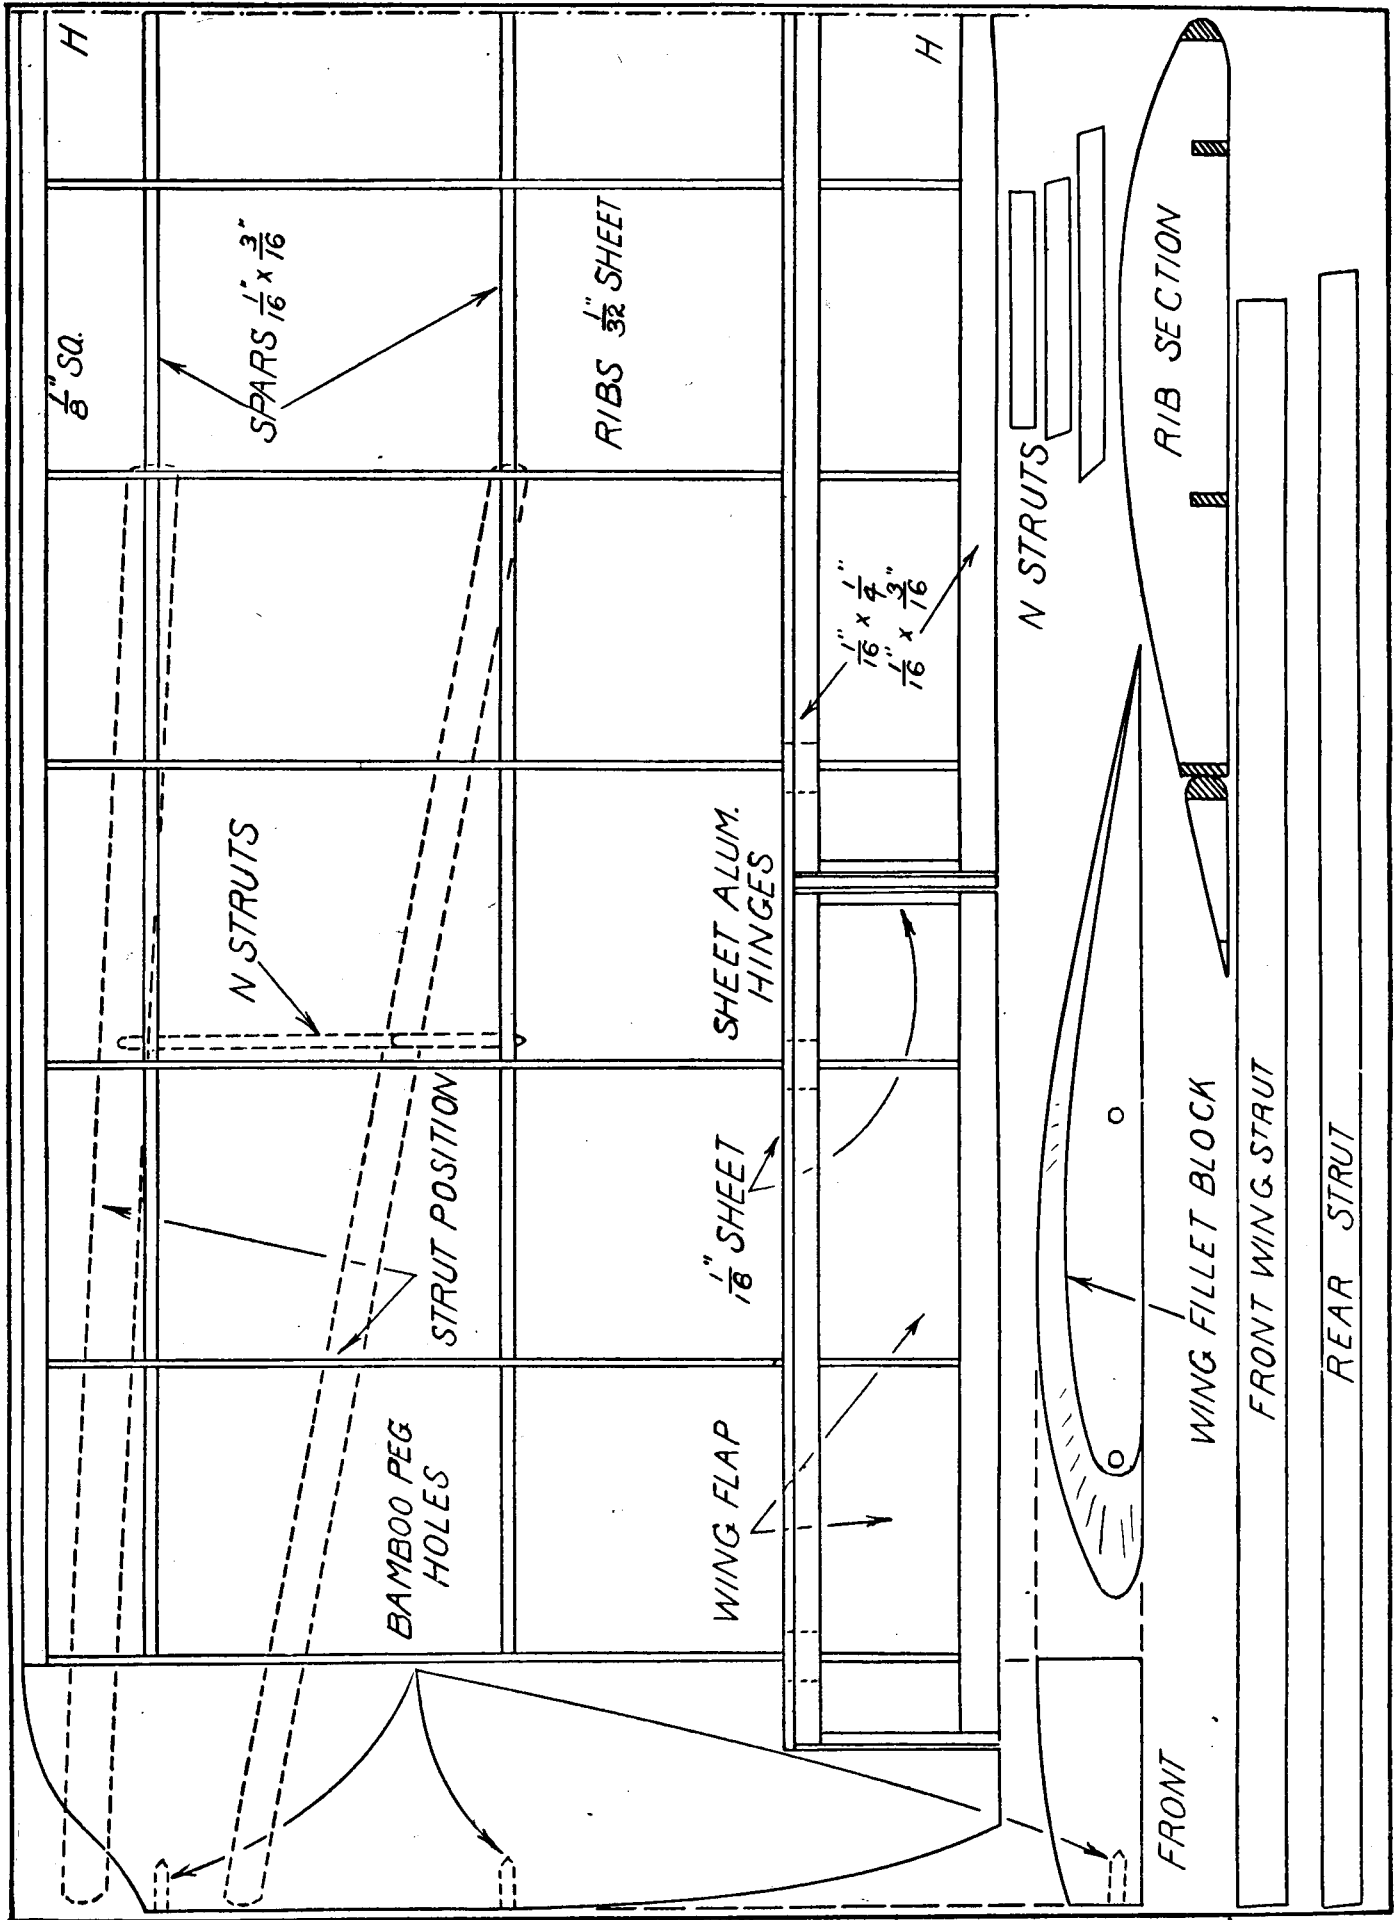 H
1/8" SQ.
SPARS 1/16" x 3/16"
N STRUTS
STRUT POSITION
BAMBOO PEG
HOLES
RIBS 1/32" SHEET
SHEET ALUM.
HINGES
1/16" SHEET
WING FLAP
1/16" x 1/4"
1/16" x 3/16"
H
N STRUTS
RIB SECTION
WING FILLET BLOCK
FRONT
FRONT WING STRUT
REAR STRUT